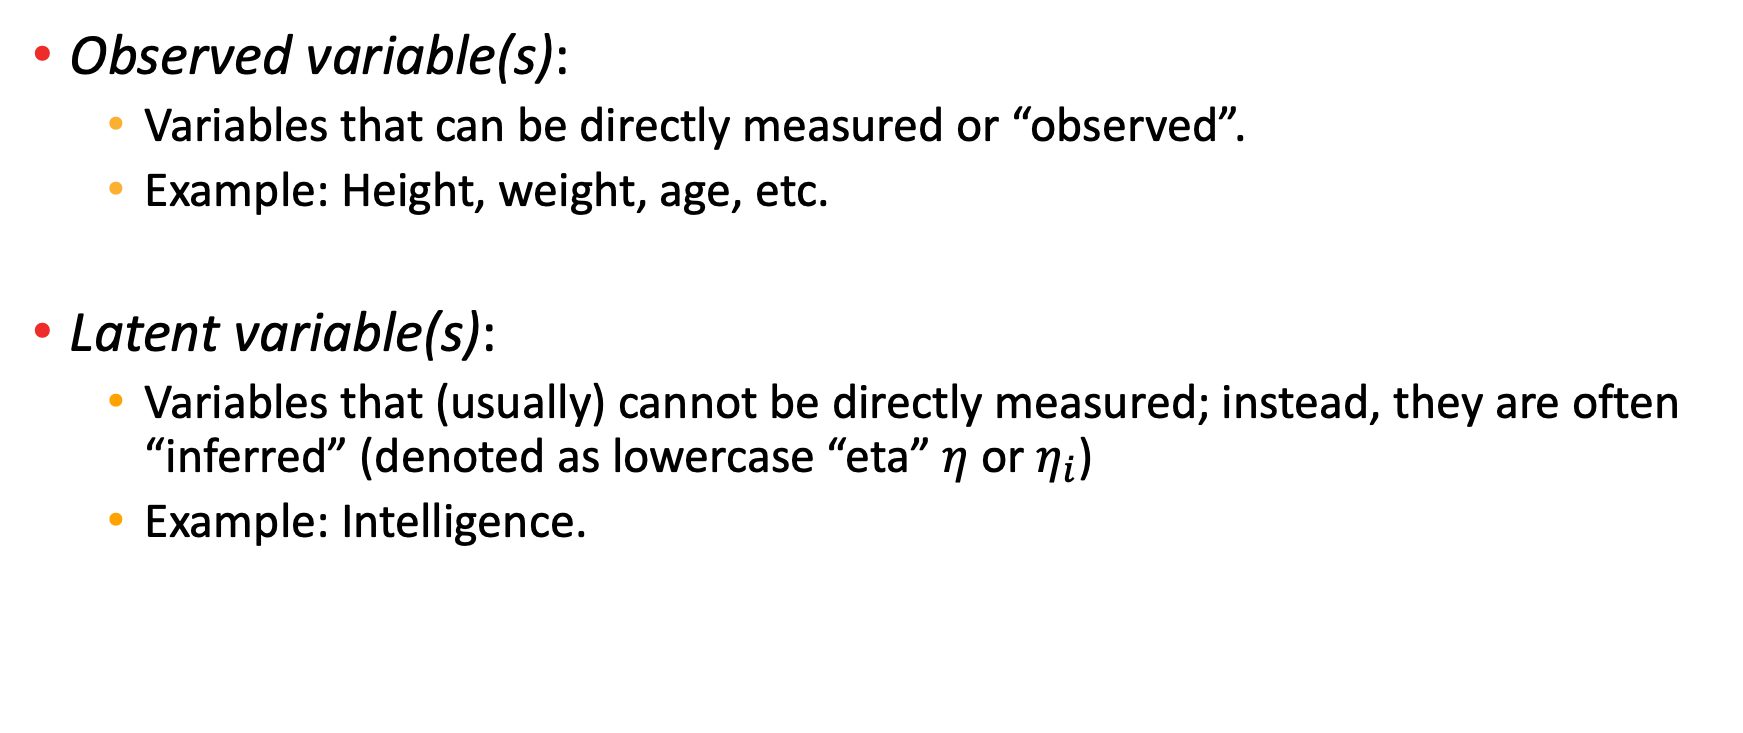 • Observed variable(s):
• Variables that can be directly measured or “observed”.
• Example: Height, weight, age, etc.
• Latent variable(s):
• Variables that (usually) cannot be directly measured; instead, they are often
“inferred” (denoted as lowercase “eta” η or ηᵢ)
• Example: Intelligence.